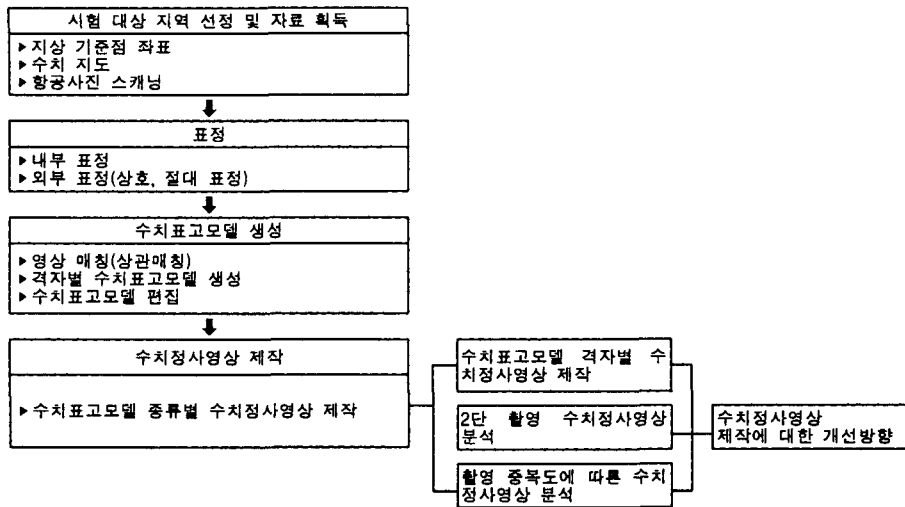 시험 대상 지역 선정 및 자료 획득
▶지상 기준점 좌표
▶수치 지도
▶항공사진 스캐닝
표정
▶내부 표정
▶외부 표정(상호, 절대 표정)
수치표고모델 생성
▶영상 매칭(상관매칭)
▶격자별 수치표고모델 생성
▶수치표고모델 편집
수치정사영상 제작
▶수치표고모델 종류별 수치정사영상 제작
수치표고모델 격자별 수
치정사영상 제작
2단 촬영 수치정사영상
분석
촬영 중복도에 따른 수치
정사영상 분석
수치정사영상
제작에 대한 개선방향